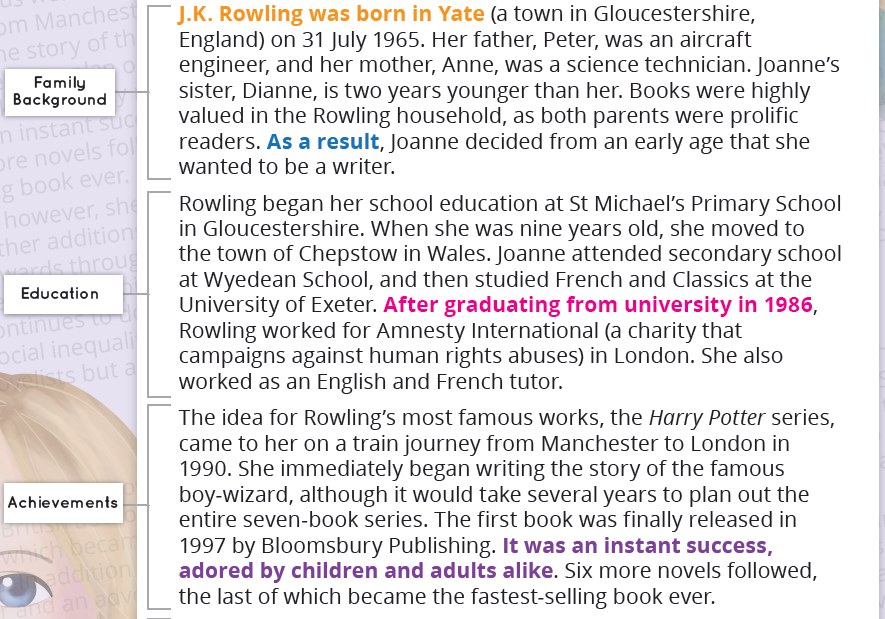 J.K. Rowling was born in Yate (a town in Gloucestershire,
England) on 31 July 1965. Her father, Peter, was an aircraft
engineer, and her mother, Anne, was a science technician. Joanne's
sister, Dianne, is two years younger than her. Books were highly
valued in the Rowling household, as both parents were prolific
readers. As a result, Joanne decided from an early age that she
wanted to be a writer.
Family
Background
Rowling began her school education at St Michael's Primary School
in Gloucestershire. When she was nine years old, she moved to
the town of Chepstow in Wales. Joanne attended secondary school
at Wyedean School, and then studied French and Classics at the
University of Exeter. After graduating from university in 1986,
Rowling worked for Amnesty International (a charity that
campaigns against human rights abuses) in London. She also
worked as an English and French tutor.
Education
The idea for Rowling's most famous works, the Harry Potter series,
came to her on a train journey from Manchester to London in
1990. She immediately began writing the story of the famous
boy-wizard, although it would take several years to plan out the
entire seven-book series. The first book was finally released in
1997 by Bloomsbury Publishing. It was an instant success,
adored by children and adults alike. Six more novels followed,
the last of which became the fastest-selling book ever.
Achievements